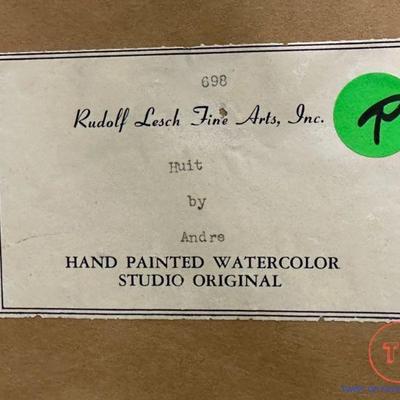 698
Rudolf Lesch Fine Arts, Inc.
Huit
by
Andre
HAND PAINTED WATERCOLOR
STUDIO ORIGINAL